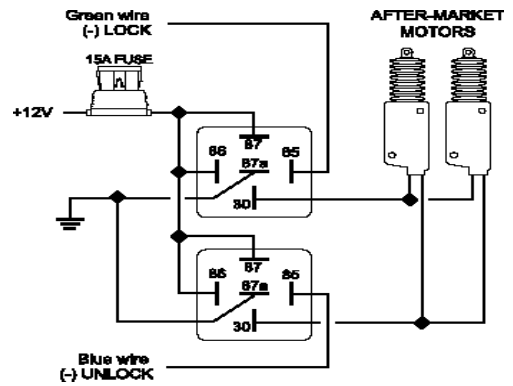 Green wire
(-) LOCK
AFTER-MARKET
MOTORS
15A FUSE
+12V
87
86
87a
85
30
87
86
87a
85
30
Blue wire
(-) UNLOCK